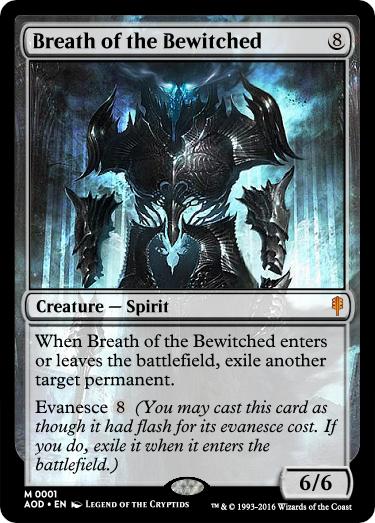 Breath of the Bewitched 8
Creature — Spirit
When Breath of the Bewitched enters
or leaves the battlefield, exile another
target permanent.
Evanesce 8 (You may cast this card as
though it had flash for its evanesce cost. If
you do, exile it when it enters the
battlefield.)
6/6
M 0001
AOD • EN LEGEND OF THE CRYPTIDS
™ & © 1993-2016 Wizards of the Coast